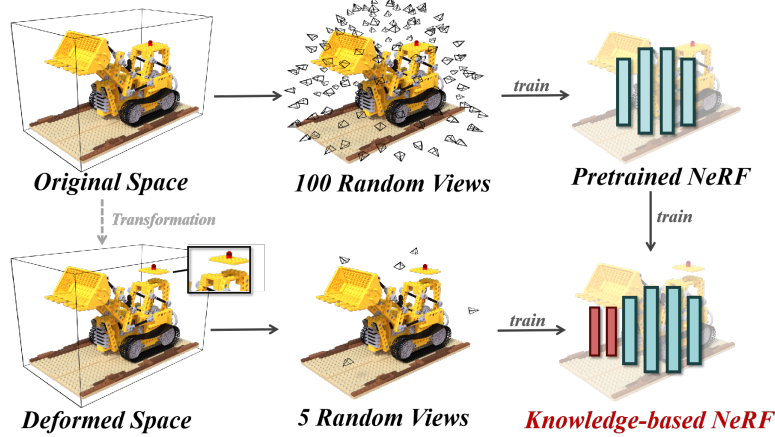 train
Original Space
100 Random Views
Pretrained NeRF
Transformation
train
train
Deformed Space
5 Random Views
Knowledge-based NeRF